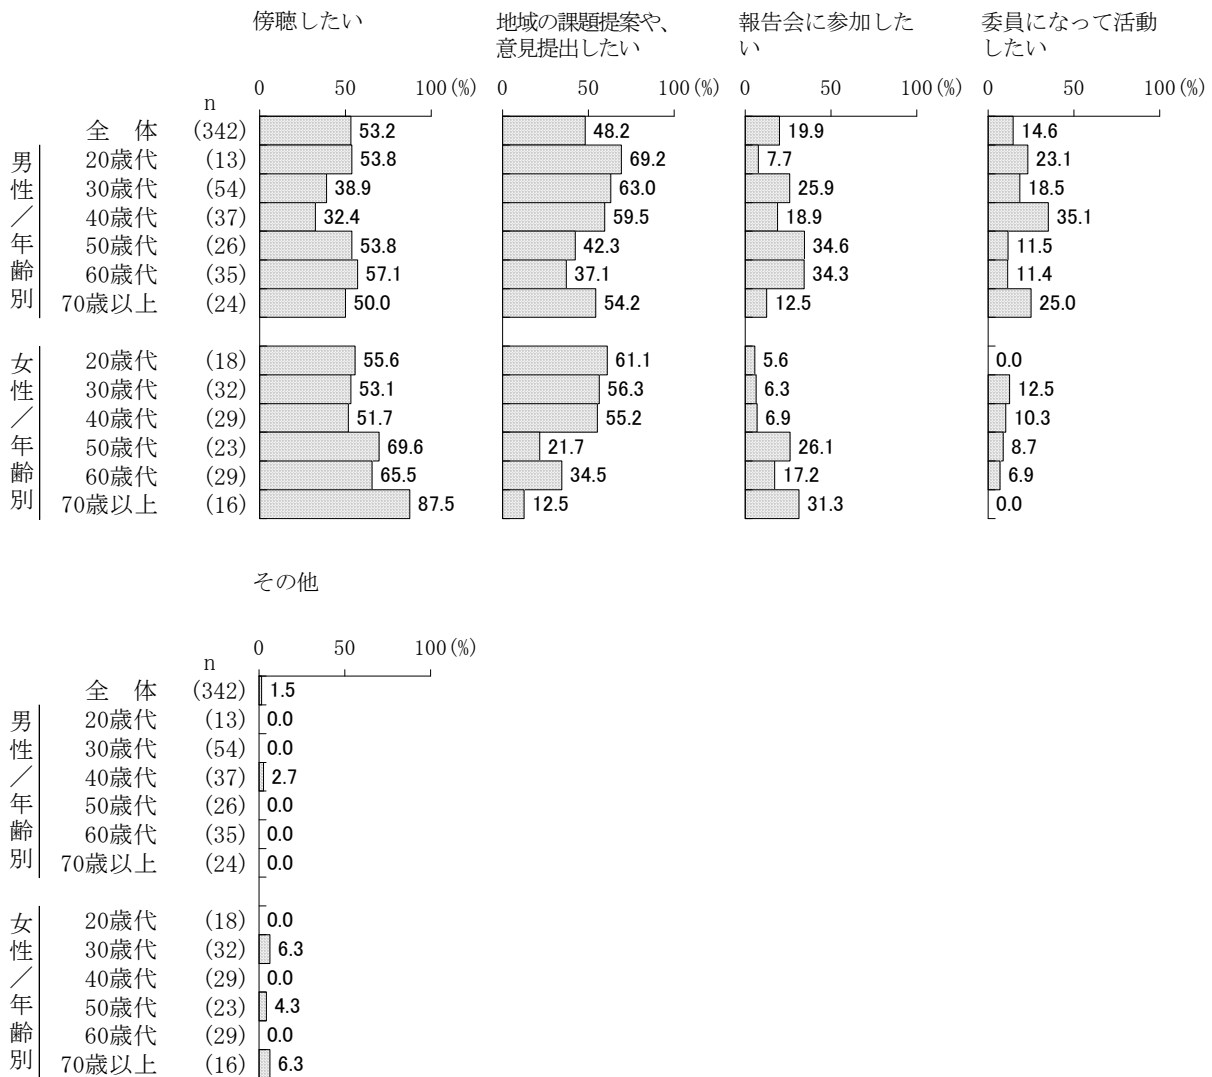 傍聴したい 地域の課題提案や、 報告会に参加した 委員になって活動
意見提出したい い したい
0 50 100(%) 0 50 100(%) 0 50 100(%) 0 50 100(%)
n
全 体 (342) 53.2 48.2 19.9 14.6
男性／年齢別
20歳代 (13) 53.8 69.2 7.7 23.1
30歳代 (54) 38.9 63.0 25.9 18.5
40歳代 (37) 32.4 59.5 18.9 35.1
50歳代 (26) 53.8 42.3 34.6 11.5
60歳代 (35) 57.1 37.1 34.3 11.4
70歳以上 (24) 50.0 54.2 12.5 25.0
女性／年齢別
20歳代 (18) 55.6 61.1 5.6 0.0
30歳代 (32) 53.1 56.3 6.3 12.5
40歳代 (29) 51.7 55.2 6.9 10.3
50歳代 (23) 69.6 21.7 26.1 8.7
60歳代 (29) 65.5 34.5 17.2 6.9
70歳以上 (16) 87.5 12.5 31.3 0.0
その他
0 50 100(%)
n
全 体 (342) 1.5
男性／年齢別
20歳代 (13) 0.0
30歳代 (54) 0.0
40歳代 (37) 2.7
50歳代 (26) 0.0
60歳代 (35) 0.0
70歳以上 (24) 0.0
女性／年齢別
20歳代 (18) 0.0
30歳代 (32) 6.3
40歳代 (29) 0.0
50歳代 (23) 4.3
60歳代 (29) 0.0
70歳以上 (16) 6.3